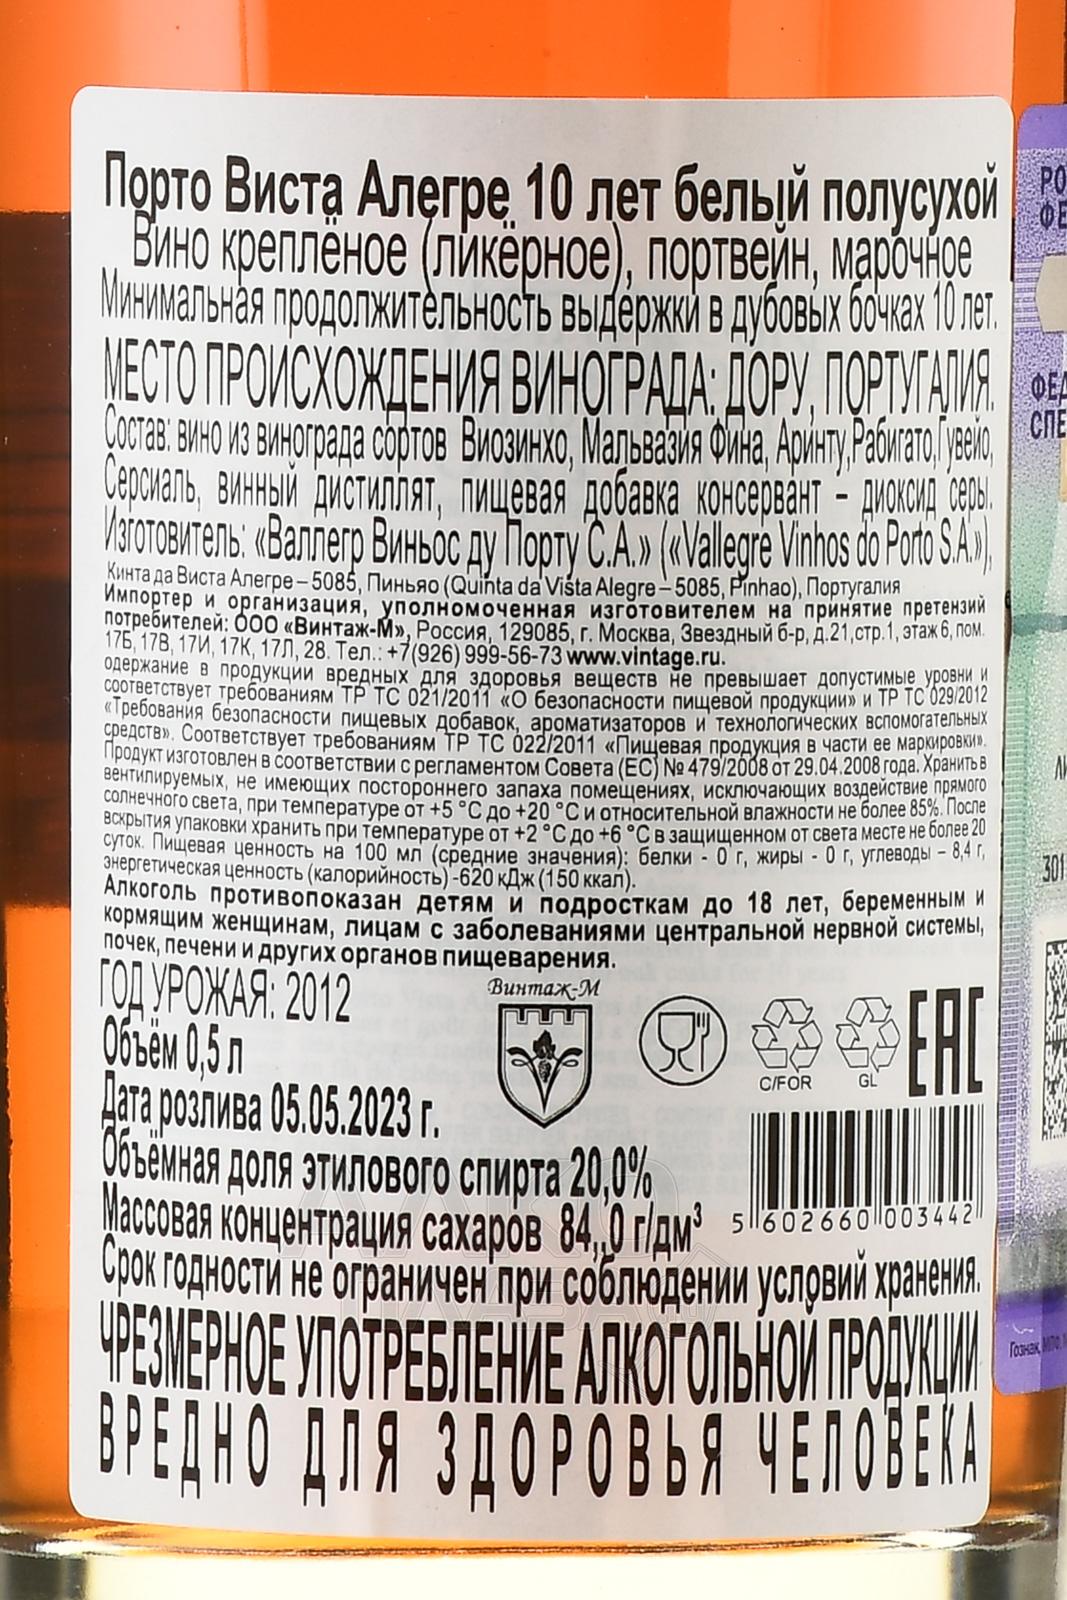 Порто Виста Алегре 10 лет белый полусухой
Вино креплёное (ликёрное), портвейн, марочное
Минимальная продолжительность выдержки в дубовых бочках 10 лет.
МЕСТО ПРОИСХОЖДЕНИЯ ВИНОГРАДА: ДОРУ, ПОРТУГАЛИЯ.
Состав: вино из винограда сортов Виозинхо, Мальвазия Фина, Аринту,Рабигато,Гувейо,
Серсиаль, винный дистиллят, пищевая добавка консервант – диоксид серы.
Изготовитель: «Валлегр Виньос ду Порту С.А.» («Vallegre Vinhos do Porto S.A.»),
Кинта да Виста Алегре – 5085, Пиньяо (Quinta da Vista Alegre – 5085, Pinhao), Португалия
Импортер и организация, уполномоченная изготовителем на принятие претензий
потребителей: ООО «Винтаж-М», Россия, 129085, г. Москва, Звездный б-р, д.21,стр.1, этаж 6, пом.
17Б, 17В, 17И, 17К, 17Л, 28. Тел.: +7(926) 999-56-73 www.vintage.ru.
одержание в продукции вредных для здоровья веществ не превышает допустимые уровни и
соответствует требованиям ТР ТС 021/2011 «О безопасности пищевой продукции» и ТР ТС 029/2012
«Требования безопасности пищевых добавок, ароматизаторов и технологических вспомогательных
средств». Соответствует требованиям ТР ТС 022/2011 «Пищевая продукция в части ее маркировки».
Продукт изготовлен в соответствии с регламентом Совета (ЕС) № 479/2008 от 29.04.2008 года. Хранить в
вентилируемых, не имеющих постороннего запаха помещениях, исключающих воздействие прямого
солнечного света, при температуре от +5 °С до +20 °С и относительной влажности не более 85%. После
вскрытия упаковки хранить при температуре от +2 °С до +6 °С в защищенном от света месте не более 20
суток. Пищевая ценность на 100 мл (средние значения): белки - 0 г, жиры - 0 г, углеводы – 8,4 г,
энергетическая ценность (калорийность) -620 кДж (150 ккал).
Алкоголь противопоказан детям и подросткам до 18 лет, беременным и
кормящим женщинам, лицам с заболеваниями центральной нервной системы,
почек, печени и других органов пищеварения.
ГОД УРОЖАЯ: 2012
Винтаж-М
Объём 0,5 л
C/FOR
GL
EAC
Дата розлива 05.05.2023 г.
Объёмная доля этилового спирта 20,0%
Массовая концентрация сахаров 84,,0 г/дм³
5 602660 003442
Срок годности не ограничен при соблюдении условий хранения.
ЧРЕЗМЕРНОЕ УПОТРЕБЛЕНИЕ АЛКОГОЛЬНОЙ ПРОДУКЦИИ
ВРЕДНО ДЛЯ ЗДОРОВЬЯ ЧЕЛОВЕКА
РО
ФЕ
ФЕД
СПЕ
301
Гознак,